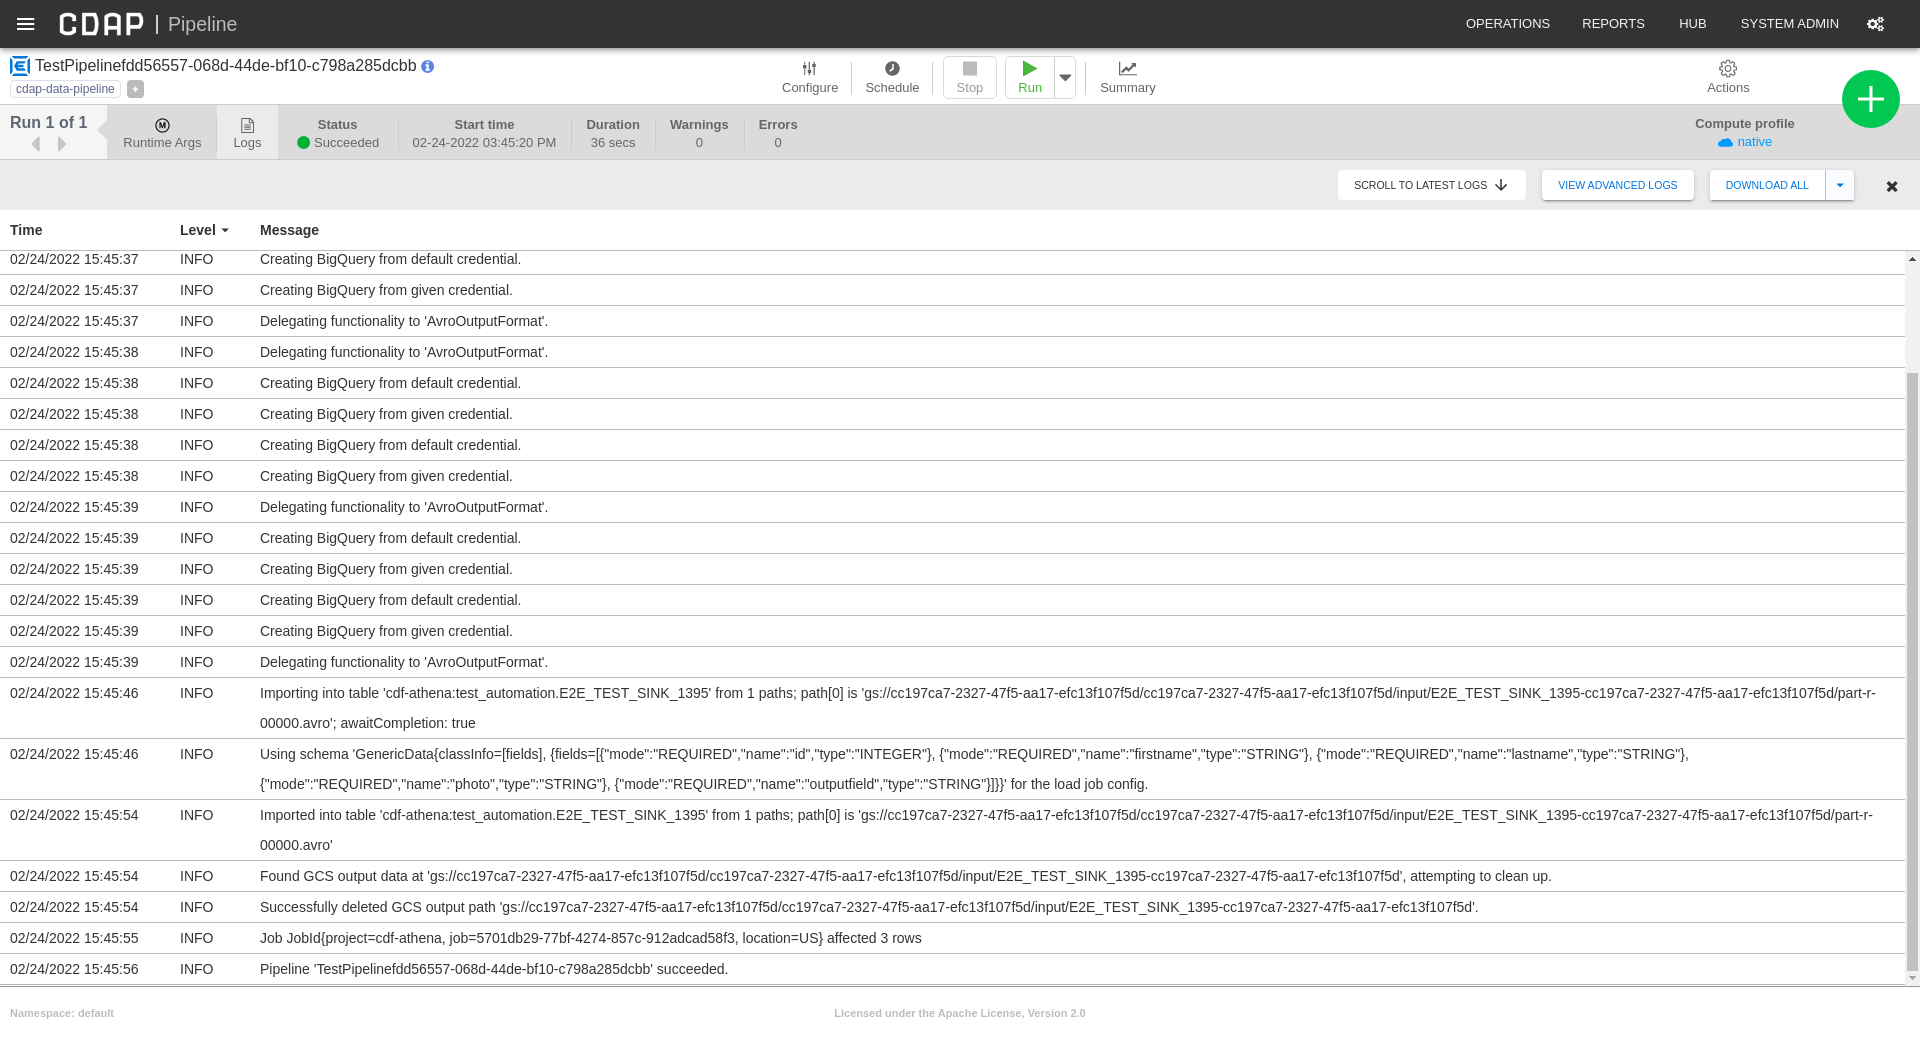 CDAP | Pipeline OPERATIONS REPORTS HUB SYSTEM ADMIN
TestPipelinefdd56557-068d-44de-bf10-c798a285dcbb
cdap-data-pipeline +
Configure Schedule Stop Run Summary Actions
Run 1 of 1
Runtime Args Logs
Status Start time Duration Warnings Errors Compute profile
Succeeded 02-24-2022 03:45:20 PM 36 secs 0 0 native
SCROLL TO LATEST LOGS VIEW ADVANCED LOGS DOWNLOAD ALL
Time Level Message
02/24/2022 15:45:37 INFO Creating BigQuery from default credential.
02/24/2022 15:45:37 INFO Creating BigQuery from given credential.
02/24/2022 15:45:37 INFO Delegating functionality to 'AvroOutputFormat'.
02/24/2022 15:45:38 INFO Delegating functionality to 'AvroOutputFormat'.
02/24/2022 15:45:38 INFO Creating BigQuery from default credential.
02/24/2022 15:45:38 INFO Creating BigQuery from given credential.
02/24/2022 15:45:38 INFO Creating BigQuery from default credential.
02/24/2022 15:45:38 INFO Creating BigQuery from given credential.
02/24/2022 15:45:39 INFO Delegating functionality to 'AvroOutputFormat'.
02/24/2022 15:45:39 INFO Creating BigQuery from default credential.
02/24/2022 15:45:39 INFO Creating BigQuery from given credential.
02/24/2022 15:45:39 INFO Creating BigQuery from default credential.
02/24/2022 15:45:39 INFO Creating BigQuery from given credential.
02/24/2022 15:45:39 INFO Delegating functionality to 'AvroOutputFormat'.
02/24/2022 15:45:46 INFO Importing into table 'cdf-athena:test_automation.E2E_TEST_SINK_1395' from 1 paths; path[0] is 'gs://cc197ca7-2327-47f5-aa17-efc13f107f5d/cc197ca7-2327-47f5-aa17-efc13f107f5d/input/E2E_TEST_SINK_1395-cc197ca7-2327-47f5-aa17-efc13f107f5d/part-r-
00000.avro'; awaitCompletion: true
02/24/2022 15:45:46 INFO Using schema 'GenericData{classInfo=[fields], {fields=[{"mode":"REQUIRED","name":"id","type":"INTEGER"}, {"mode":"REQUIRED","name":"firstname","type":"STRING"}, {"mode":"REQUIRED","name":"lastname","type":"STRING"},
{"mode":"REQUIRED","name":"photo","type":"STRING"}, {"mode":"REQUIRED","name":"outputfield","type":"STRING"}]}}' for the load job config.
02/24/2022 15:45:54 INFO Imported into table 'cdf-athena:test_automation.E2E_TEST_SINK_1395' from 1 paths; path[0] is 'gs://cc197ca7-2327-47f5-aa17-efc13f107f5d/cc197ca7-2327-47f5-aa17-efc13f107f5d/input/E2E_TEST_SINK_1395-cc197ca7-2327-47f5-aa17-efc13f107f5d/part-r-
00000.avro'
02/24/2022 15:45:54 INFO Found GCS output data at 'gs://cc197ca7-2327-47f5-aa17-efc13f107f5d/cc197ca7-2327-47f5-aa17-efc13f107f5d/input/E2E_TEST_SINK_1395-cc197ca7-2327-47f5-aa17-efc13f107f5d', attempting to clean up.
02/24/2022 15:45:54 INFO Successfully deleted GCS output path 'gs://cc197ca7-2327-47f5-aa17-efc13f107f5d/cc197ca7-2327-47f5-aa17-efc13f107f5d/input/E2E_TEST_SINK_1395-cc197ca7-2327-47f5-aa17-efc13f107f5d'.
02/24/2022 15:45:55 INFO Job JobId{project=cdf-athena, job=5701db29-77bf-4274-857c-912adcad58f3, location=US} affected 3 rows
02/24/2022 15:45:56 INFO Pipeline 'TestPipelinefdd56557-068d-44de-bf10-c798a285dcbb' succeeded.
Namespace: default Licensed under the Apache License, Version 2.0